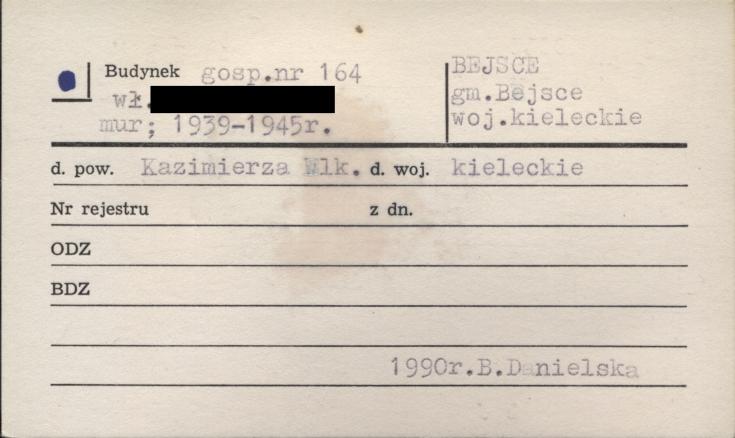 Budynek gosp.nr 164
wł.
mur; 1939-1945r.
BEJSCE
gm.Bejsce
woj.kieleckie
d. pow. Kazimierza Wlk. d. woj. kieleckie
Nr rejestru z dn.
ODZ
BDZ
1990r.B.Danielska